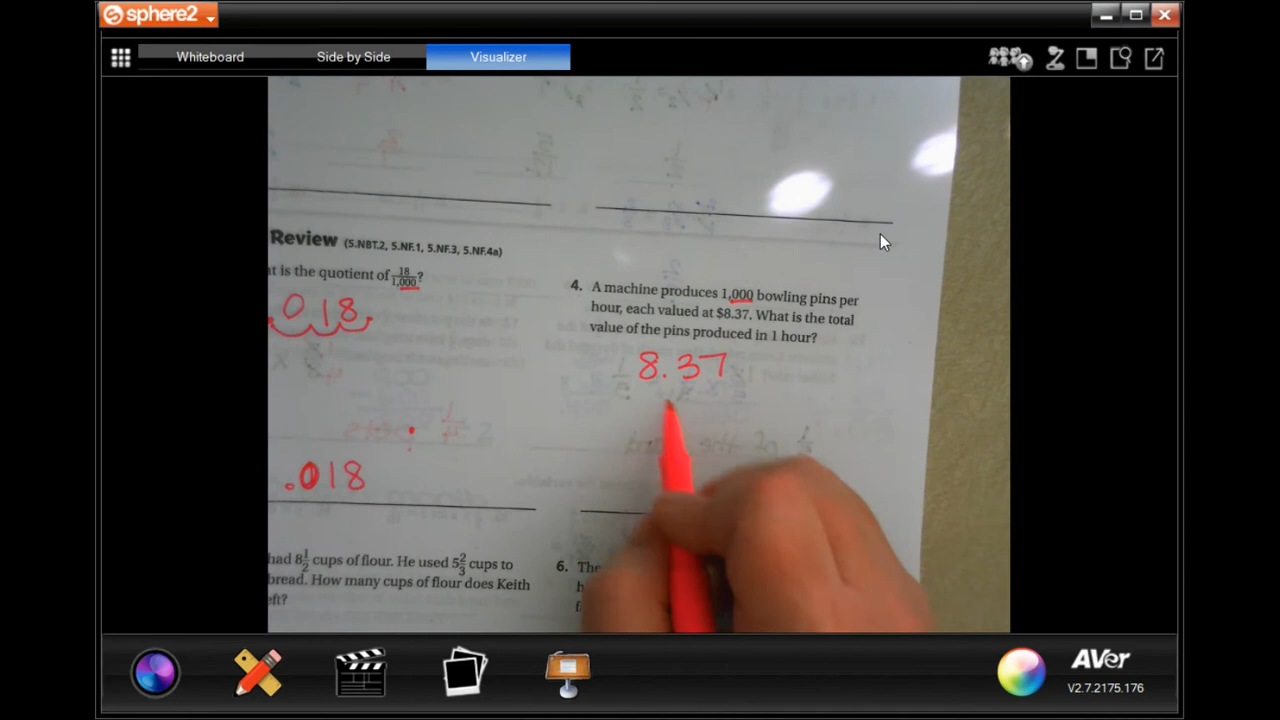 sphere2
Whiteboard Side by Side Visualizer
Review (5.NBT.2, 5.NF.1, 5.NF.3, 5.NF.4a)
at is the quotient of 18/1,000?
018
.018
4. A machine produces 1,000 bowling pins per
hour, each valued at $8.37. What is the total
value of the pins produced in 1 hour?
8.37
had 8 1/2 cups of flour. He used 5 2/3 cups to
bread. How many cups of flour does Keith
eft?
6. The
AVer
V2.7.2175.176